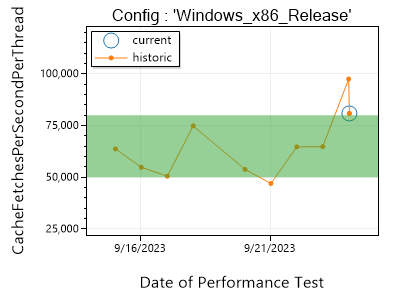 Config : 'Windows_x86_Release'
current
historic
CacheFetchesPerSecondPerThread
100,000
75,000
50,000
25,000
9/16/2023
9/21/2023
Date of Performance Test